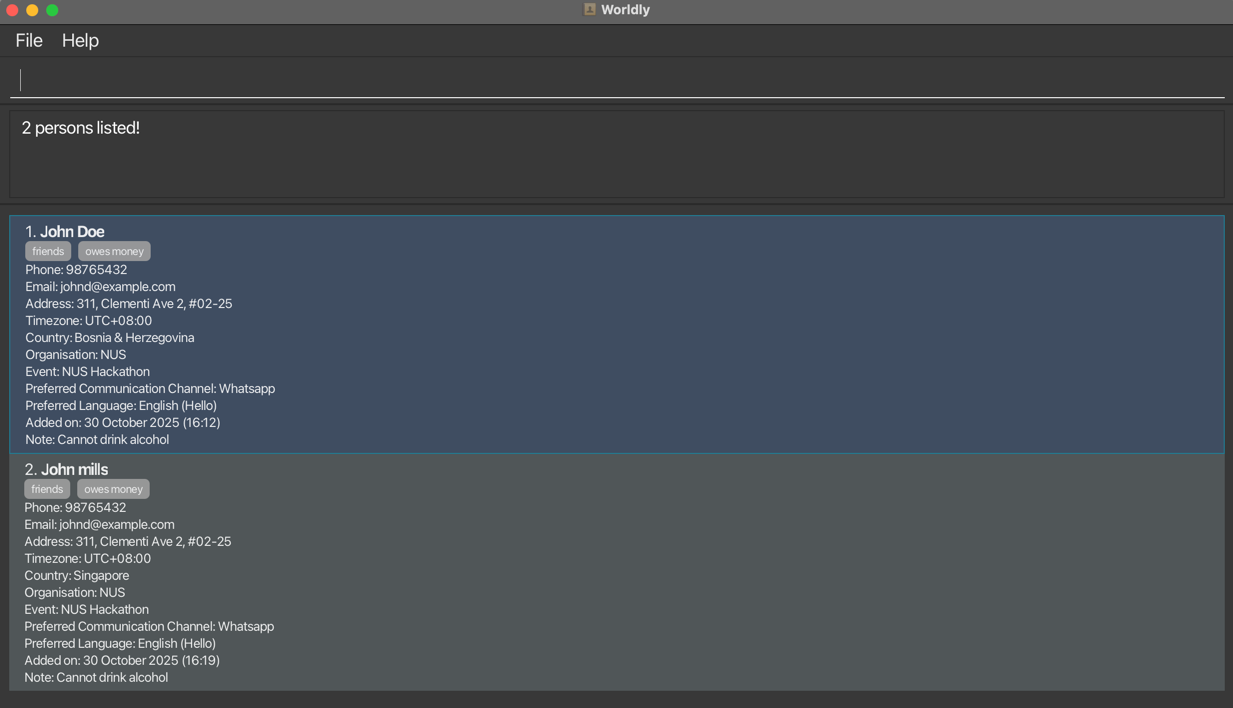 Worldly
File Help
2 persons listed!
1. John Doe
friends owes money
Phone: 98765432
Email: johnd@example.com
Address: 311, Clementi Ave 2, #02-25
Timezone: UTC+08:00
Country: Bosnia & Herzegovina
Organisation: NUS
Event: NUS Hackathon
Preferred Communication Channel: Whatsapp
Preferred Language: English (Hello)
Added on: 30 October 2025 (16:12)
Note: Cannot drink alcohol
2. John mills
friends owes money
Phone: 98765432
Email: johnd@example.com
Address: 311, Clementi Ave 2, #02-25
Timezone: UTC+08:00
Country: Singapore
Organisation: NUS
Event: NUS Hackathon
Preferred Communication Channel: Whatsapp
Preferred Language: English (Hello)
Added on: 30 October 2025 (16:19)
Note: Cannot drink alcohol